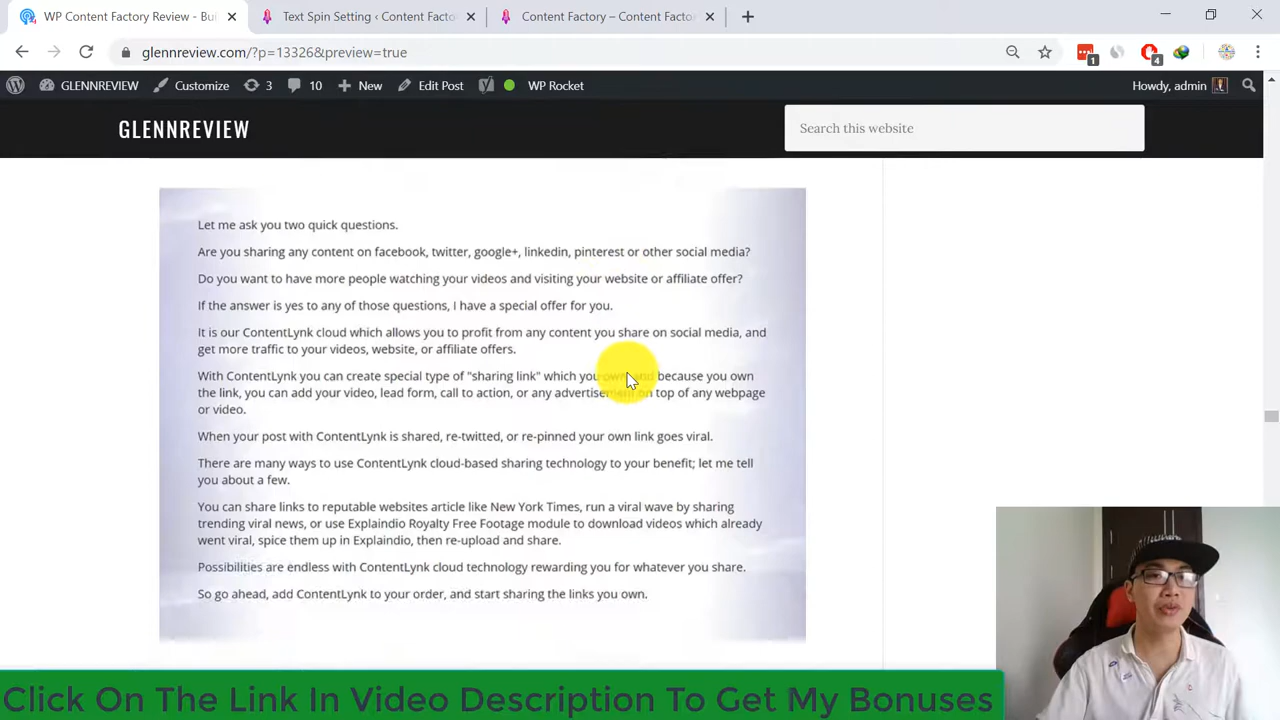 WP Content Factory Review - Bui
Text Spin Setting ‹ Content Facto
Content Factory – Content Facto
glennreview.com/?p=13326&preview=true
1
4
GLENNREVIEW
Customize
3
10
New
Edit Post
WP Rocket
Howdy, admin
GLENNREVIEW
Search this website
Let me ask you two quick questions.
Are you sharing any content on facebook, twitter, google+, linkedin, pinterest or other social media?
Do you want to have more people watching your videos and visiting your website or affiliate offer?
If the answer is yes to any of those questions, I have a special offer for you.
It is our ContentLynk cloud which allows you to profit from any content you share on social media, and
get more traffic to your videos, website, or affiliate offers.
With ContentLynk you can create special type of "sharing link" which you own and because you own
the link, you can add your video, lead form, call to action, or any advertisement on top of any webpage
or video.
When your post with ContentLynk is shared, re-twitted, or re-pinned your own link goes viral.
There are many ways to use ContentLynk cloud-based sharing technology to your benefit; let me tell
you about a few.
You can share links to reputable websites article like New York Times, run a viral wave by sharing
trending viral news, or use Explaindio Royalty Free Footage module to download videos which already
went viral, spice them up in Explaindio, then re-upload and share.
Possibilities are endless with ContentLynk cloud technology rewarding you for whatever you share.
So go ahead, add ContentLynk to your order, and start sharing the links you own.
Click On The Link In Video Description To Get My Bonuses